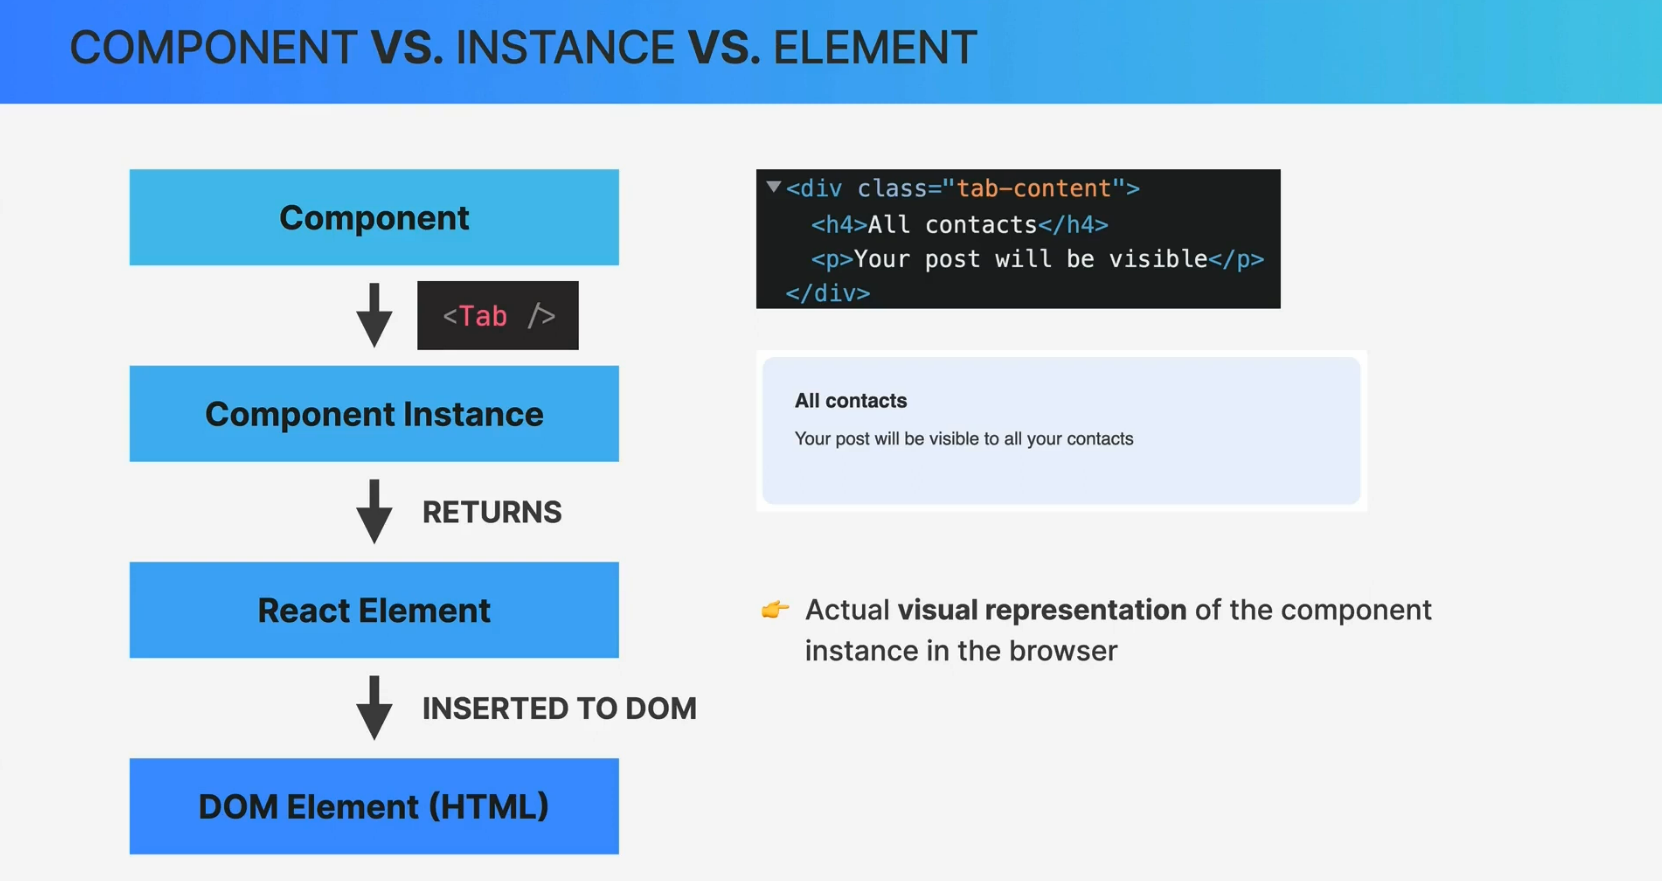 COMPONENT VS. INSTANCE VS. ELEMENT
Component
<Tab />
Component Instance
RETURNS
React Element
INSERTED TO DOM
DOM Element (HTML)
<div class="tab-content">
<h4>All contacts</h4>
<p>Your post will be visible</p>
</div>
All contacts
Your post will be visible to all your contacts
👉 Actual visual representation of the component
instance in the browser